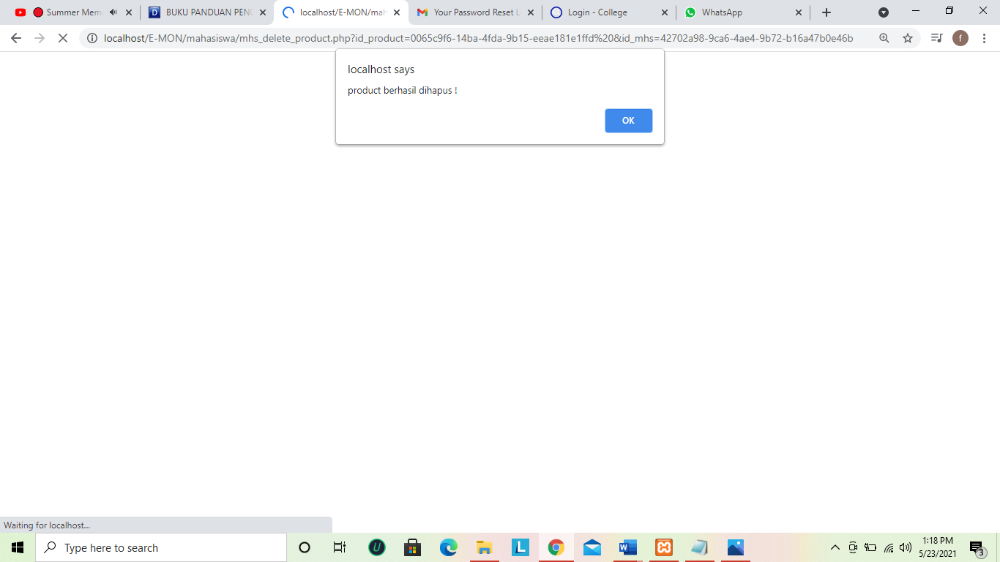 Summer Mem
BUKU PANDUAN PENG
localhost/E-MON/mah
Your Password Reset L
Login - College
WhatsApp
localhost/E-MON/mahasiswa/mhs_delete_product.php?id_product=0065c9f6-14ba-4fda-9b15-eeae181e1ffd%20&id_mhs=42702a98-9ca6-4ae4-9b72-b16a47b0e46b
f
localhost says
product berhasil dihapus !
OK
Waiting for localhost...
Type here to search
1:18 PM
5/23/2021
3